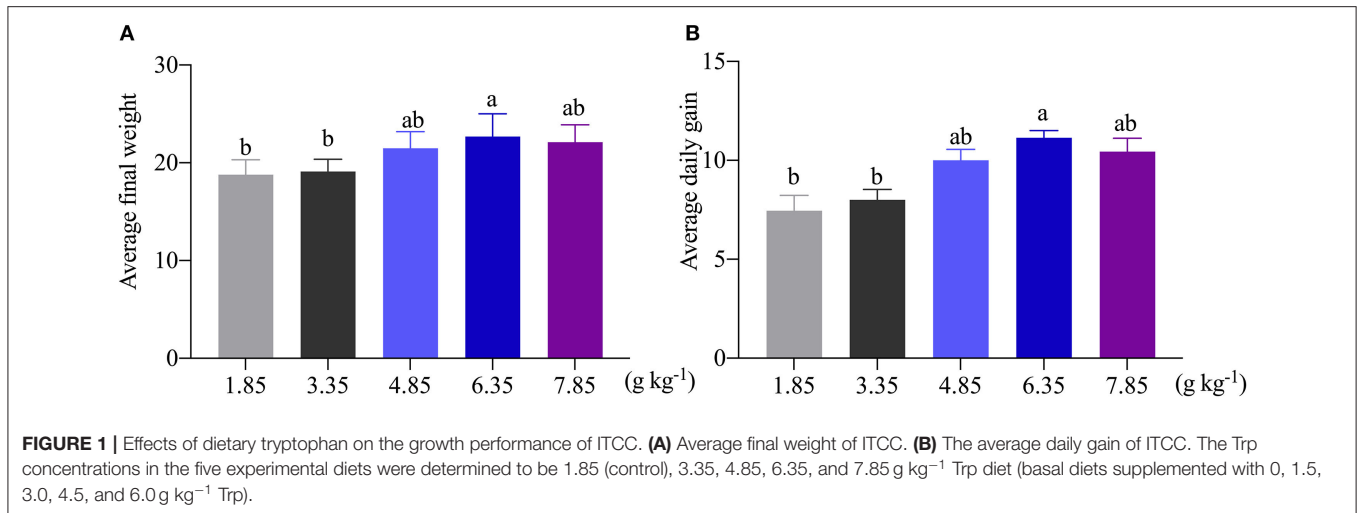 A
30
20
10
0
Average final weight
b
b
ab
a
ab
1.85
3.35
4.85
6.35
7.85
(g kg⁻¹)
B
15
10
5
0
Average daily gain
b
b
ab
a
ab
1.85
3.35
4.85
6.35
7.85
(g kg⁻¹)
FIGURE 1 | Effects of dietary tryptophan on the growth performance of ITCC. (A) Average final weight of ITCC. (B) The average daily gain of ITCC. The Trp
concentrations in the five experimental diets were determined to be 1.85 (control), 3.35, 4.85, 6.35, and 7.85 g kg⁻¹ Trp diet (basal diets supplemented with 0, 1.5,
3.0, 4.5, and 6.0 g kg⁻¹ Trp).